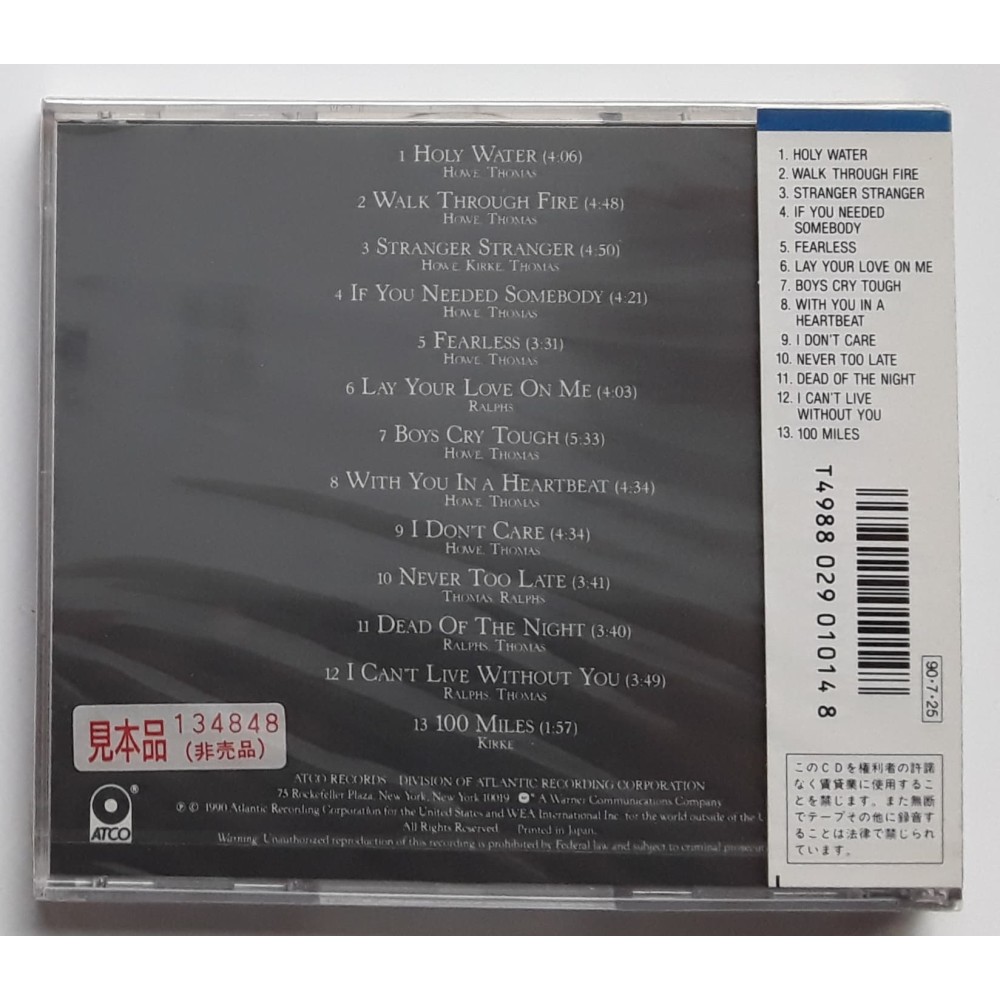 1 HOLY WATER (4:06)
HOWE, THOMAS
2 WALK THROUGH FIRE (4:48)
HOWE, THOMAS
3 STRANGER STRANGER (4:50)
HOWE, KIRKE, THOMAS
4 IF YOU NEEDED SOMEBODY (4:21)
HOWE, THOMAS
5 FEARLESS (3:31)
HOWE, THOMAS
6 LAY YOUR LOVE ON ME (4:03)
RALPHS
7 BOYS CRY TOUGH (5:33)
HOWE, THOMAS
8 WITH YOU IN A HEARTBEAT (4:34)
HOWE, THOMAS
9 I DON'T CARE (4:34)
HOWE, THOMAS
10 NEVER TOO LATE (3:41)
THOMAS, RALPHS
11 DEAD OF THE NIGHT (3:40)
RALPHS, THOMAS
12 I CAN'T LIVE WITHOUT YOU (3:49)
RALPHS, THOMAS
13 100 MILES (1:57)
KIRKE
見本品 134848
(非売品)
ATCO
®
ATCO RECORDS DIVISION OF ATLANTIC RECORDING CORPORATION
75 Rockefeller Plaza, New York, New York 10019 A Warner Communications Company
℗ © 1990 Atlantic Recording Corporation for the United States and WEA International Inc. for the world outside of the U
All Rights Reserved Printed in Japan.
Warning: Unauthorized reproduction of this recording is prohibited by Federal law and subject to criminal prosecu
1. HOLY WATER
2. WALK THROUGH FIRE
3. STRANGER STRANGER
4. IF YOU NEEDED
SOMEBODY
5. FEARLESS
6. LAY YOUR LOVE ON ME
7. BOYS CRY TOUGH
8. WITH YOU IN A
HEARTBEAT
9. I DON'T CARE
10. NEVER TOO LATE
11. DEAD OF THE NIGHT
12. I CAN'T LIVE
WITHOUT YOU
13. 100 MILES
T4988 029 01014 8
90・7・25
このCDを権利者の許諾
なく賃貸業に使用するこ
とを禁じます。また無断
でテープその他に録音す
ることは法律で禁じられ
ています。